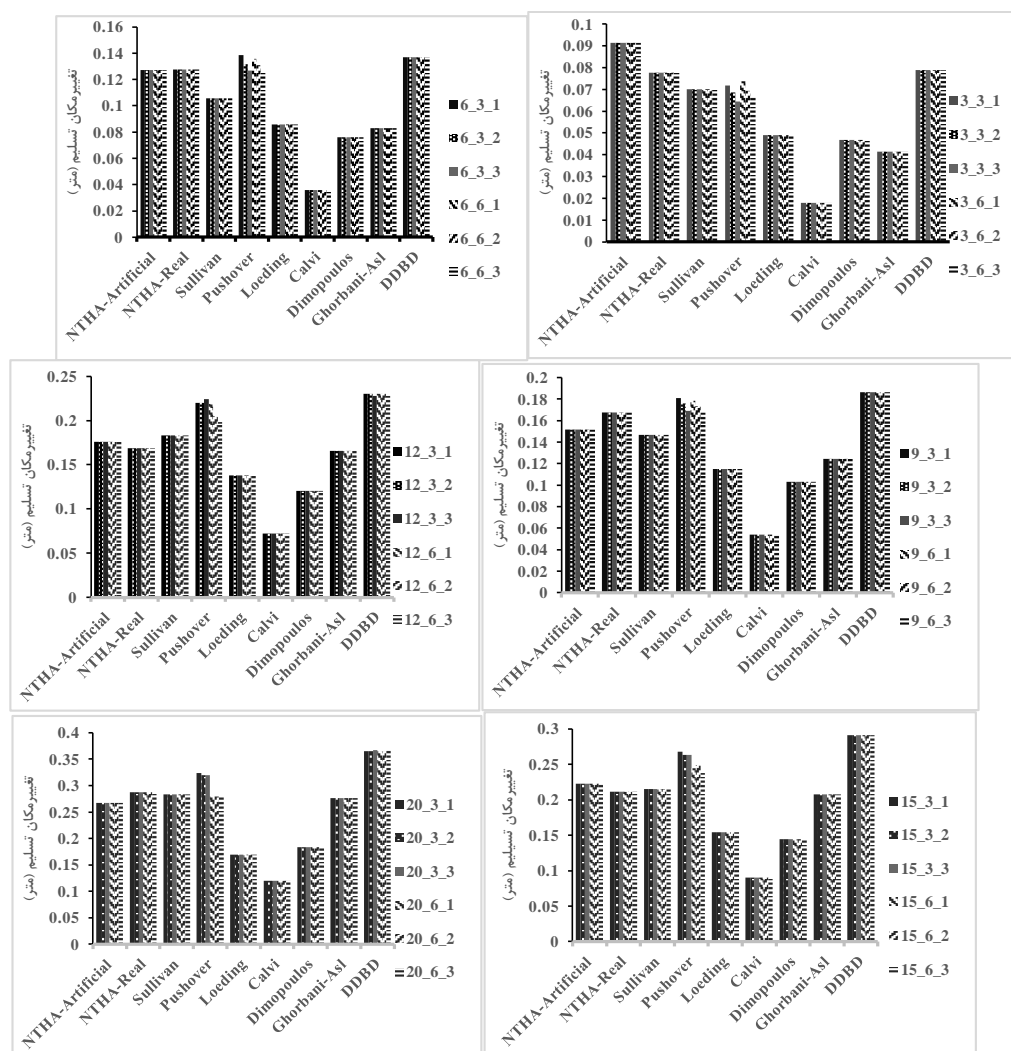 تغییرمکان تسلیم (متر)
0.16
0.14
0.12
0.1
0.08
0.06
0.04
0.02
0
NTHA-Artificial
NTHA-Real
Sullivan
Pushover
Loeding
Calvi
Dimopoulos
Ghorbani-Asl
DDBD
6_3_1
6_3_2
6_3_3
6_6_1
6_6_2
6_6_3
تغییرمکان تسلیم (متر)
0.1
0.09
0.08
0.07
0.06
0.05
0.04
0.03
0.02
0.01
0
NTHA-Artificial
NTHA-Real
Sullivan
Pushover
Loeding
Calvi
Dimopoulos
Ghorbani-Asl
DDBD
3_3_1
3_3_2
3_3_3
3_6_1
3_6_2
3_6_3
تغییرمکان تسلیم (متر)
0.25
0.2
0.15
0.1
0.05
0
NTHA-Artificial
NTHA-Real
Sullivan
Pushover
Loeding
Calvi
Dimopoulos
Ghorbani-Asl
DDBD
12_3_1
12_3_2
12_3_3
12_6_1
12_6_2
12_6_3
تغییرمکان تسلیم (متر)
0.2
0.18
0.16
0.14
0.12
0.1
0.08
0.06
0.04
0.02
0
NTHA-Artificial
NTHA-Real
Sullivan
Pushover
Loeding
Calvi
Dimopoulos
Ghorbani-Asl
DDBD
9_3_1
9_3_2
9_3_3
9_6_1
9_6_2
9_6_3
تغییرمکان تسلیم (متر)
0.4
0.35
0.3
0.25
0.2
0.15
0.1
0.05
0
NTHA-Artificial
NTHA-Real
Sullivan
Pushover
Loeding
Calvi
Dimopoulos
Ghorbani-Asl
DDBD
20_3_1
20_3_2
20_3_3
20_6_1
20_6_2
20_6_3
تغییرمکان تسیلیم (متر)
0.3
0.25
0.2
0.15
0.1
0.05
0
NTHA-Artificial
NTHA-Real
Sullivan
Pushover
Loeding
Calvi
Dimopoulos
Ghorbani-Asl
DDBD
15_3_1
15_3_2
15_3_3
15_6_1
15_6_2
15_6_3